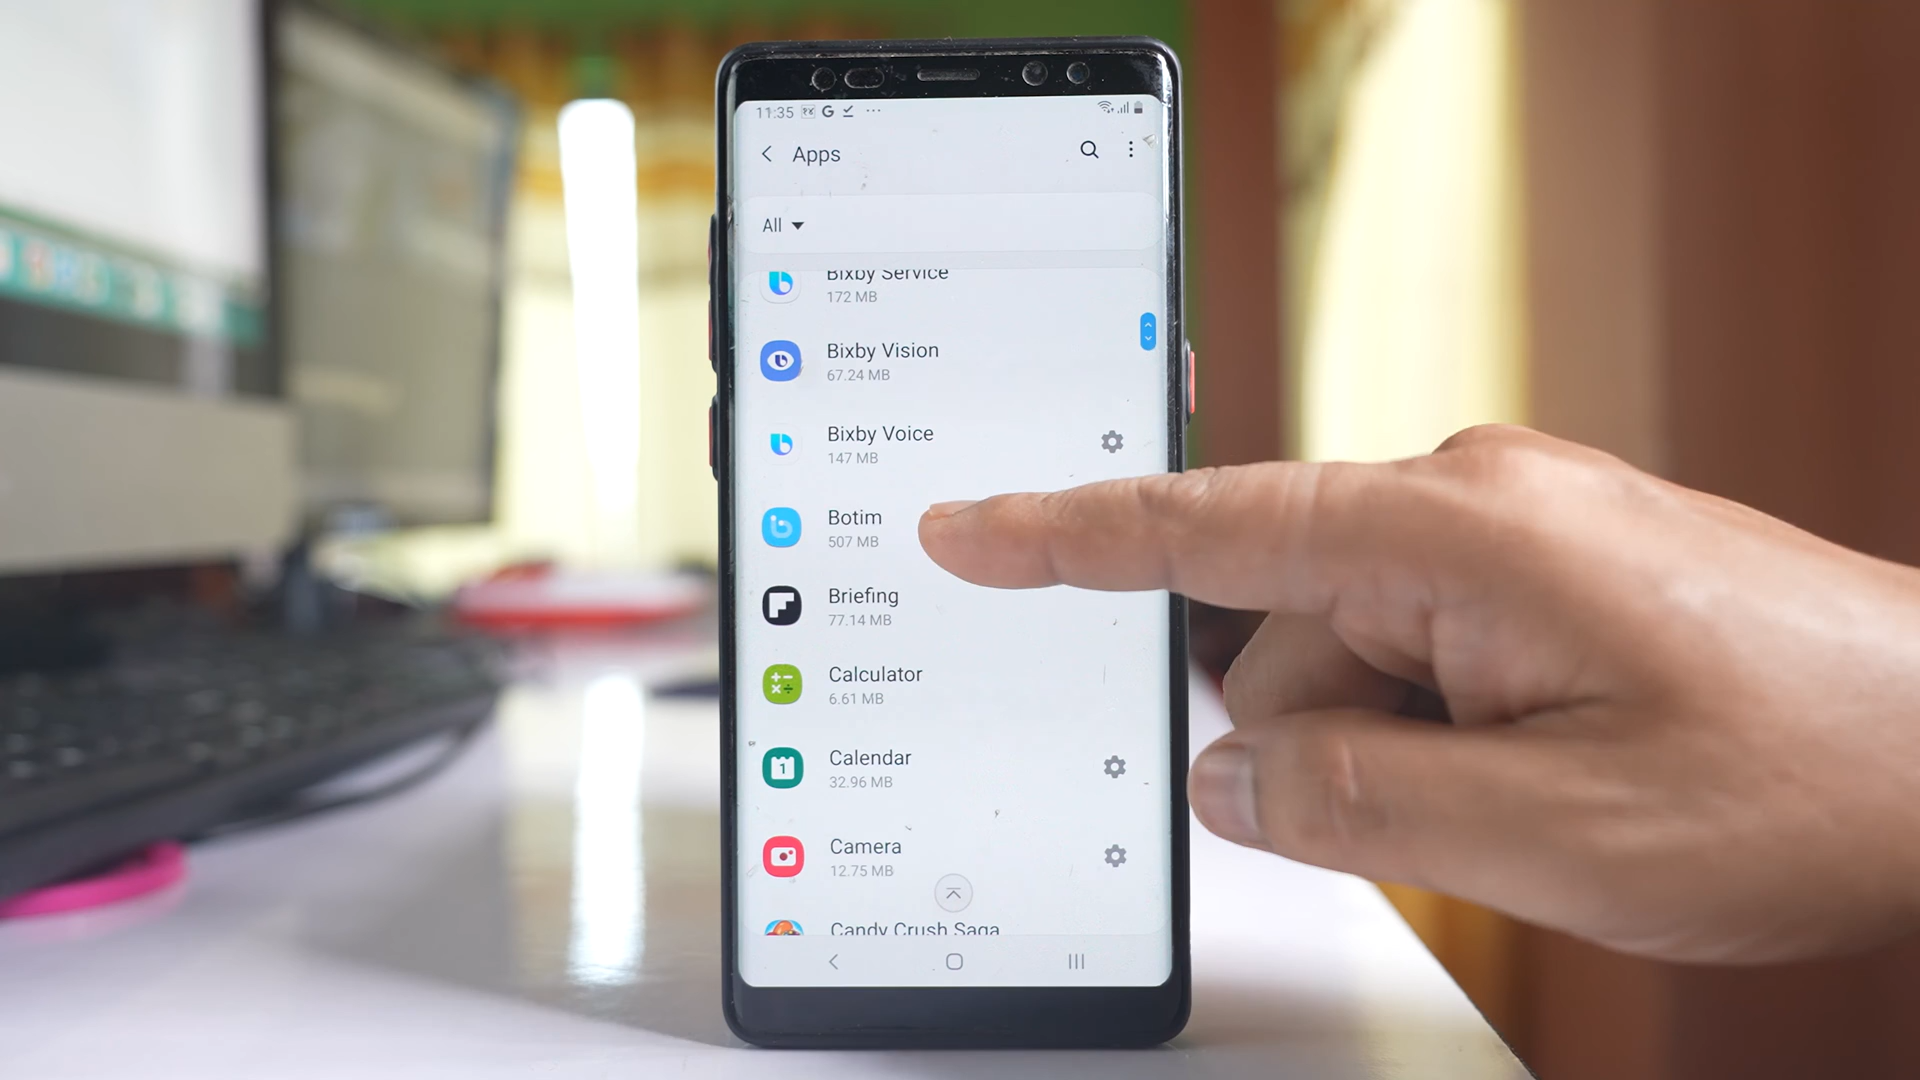 11:35
Apps
All
Bixby Service
172 MB
Bixby Vision
67.24 MB
Bixby Voice
147 MB
Botim
507 MB
Briefing
77.14 MB
Calculator
6.61 MB
1
Calendar
32.96 MB
Camera
12.75 MB
Candy Crush Saga